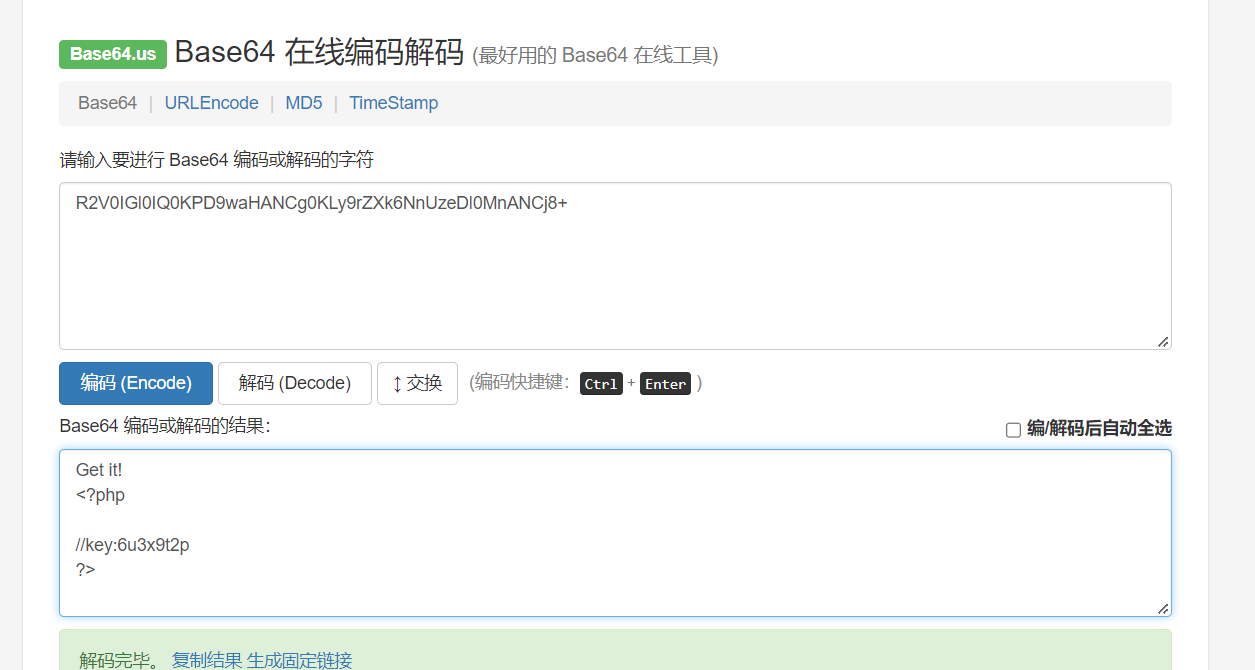 Base64.us Base64 在线编码解码 (最好用的 Base64 在线工具)
Base64 | URLEncode | MD5 | TimeStamp
请输入要进行 Base64 编码或解码的字符
R2V0IGl0IQ0KPD9waHANCg0KLy9rZXk6NnUzeDl0MnANCj8+
编码 (Encode) 解码 (Decode) ↕ 交换 (编码快捷键: Ctrl + Enter )
Base64 编码或解码的结果:
编/解码后自动全选
Get it!
<?php
//key:6u3x9t2p
?>
解码完毕。 复制结果 生成固定链接